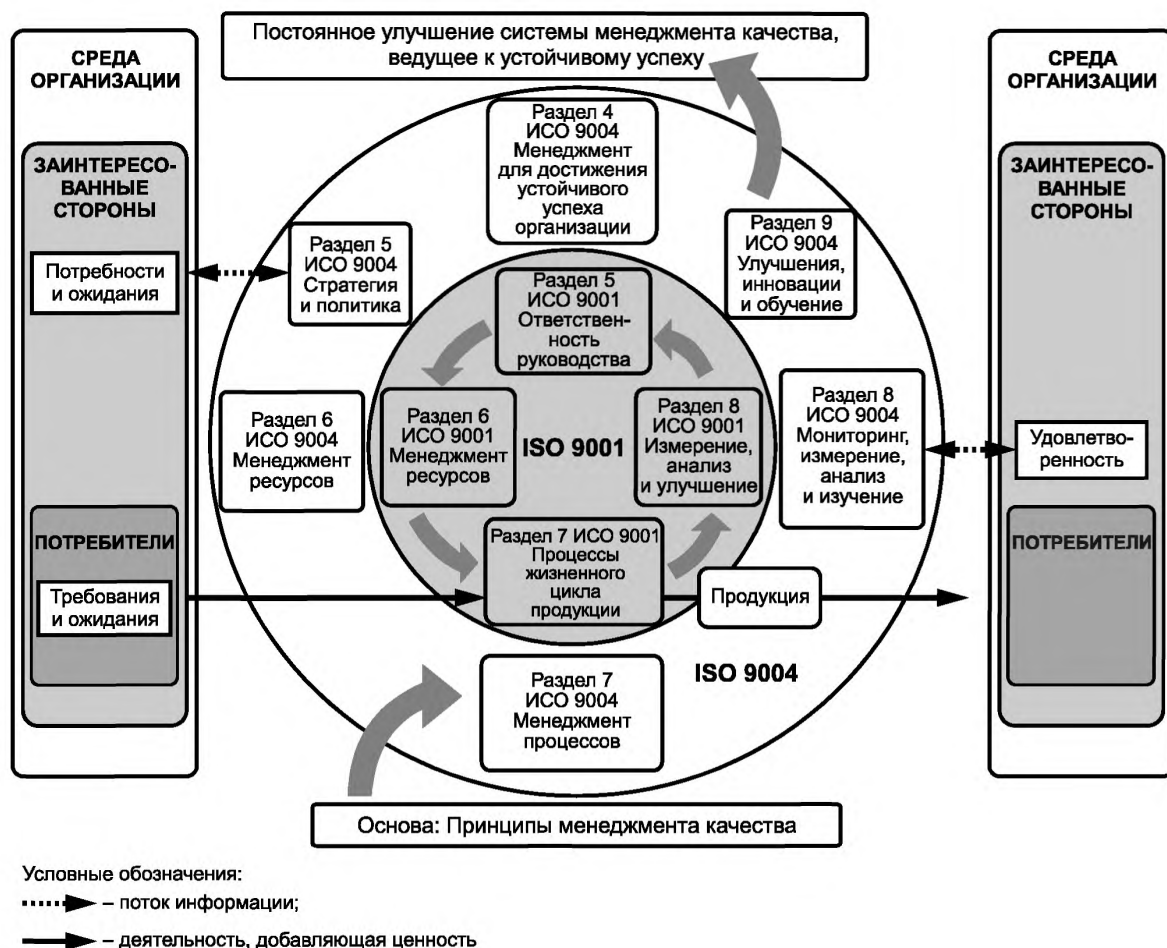 Постоянное улучшение системы менеджмента качества,
ведущее к устойчивому успеху
СРЕДА
ОРГАНИЗАЦИИ
ЗАИНТЕРЕСО-
ВАННЫЕ
СТОРОНЫ
Потребности
и ожидания
ПОТРЕБИТЕЛИ
Требования
и ожидания
Раздел 4
ИСО 9004
Менеджмент
для достижения
устойчивого
успеха
организации
Раздел 5
ИСО 9004
Стратегия
и политика
Раздел 9
ИСО 9004
Улучшения,
инновации
и обучение
Раздел 5
ИСО 9001
Ответствен-
ность
руководства
Раздел 6
ИСО 9004
Менеджмент
ресурсов
Раздел 6
ИСО 9001
Менеджмент
ресурсов
ISO 9001
Раздел 8
ИСО 9001
Измерение,
анализ
и улучшение
Раздел 8
ИСО 9004
Мониторинг,
измерение,
анализ
и изучение
Раздел 7 ИСО 9001
Процессы
жизненного
цикла
продукции
Продукция
Раздел 7
ИСО 9004
Менеджмент
процессов
ISO 9004
СРЕДА
ОРГАНИЗАЦИИ
ЗАИНТЕРЕСО-
ВАННЫЕ
СТОРОНЫ
Удовлетво-
ренность
ПОТРЕБИТЕЛИ
Основа: Принципы менеджмента качества
Условные обозначения:
– поток информации;
– деятельность, добавляющая ценность